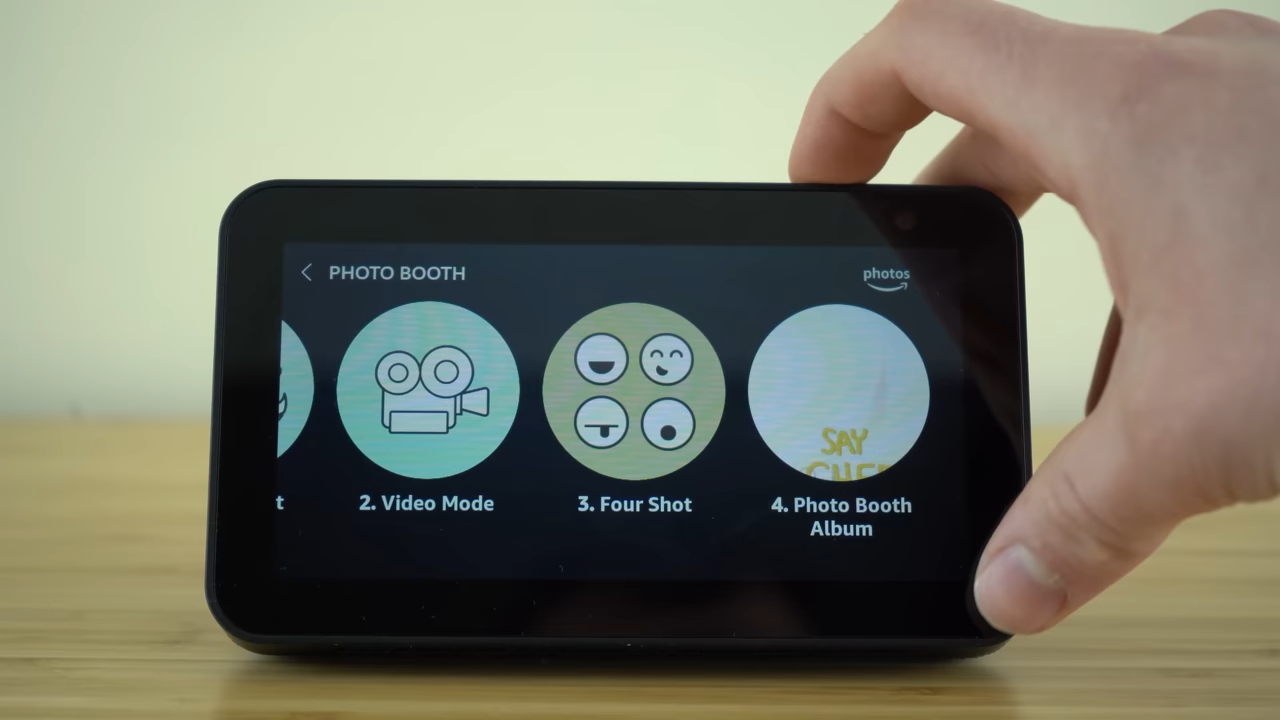 PHOTO BOOTH
photos
SAY
t
2. Video Mode
3. Four Shot
4. Photo Booth
Album